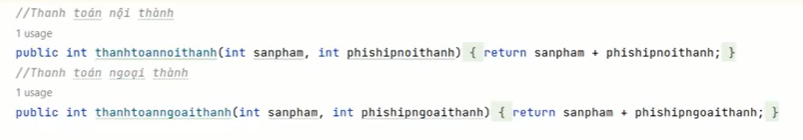 //Thanh toán nội thành
1 usage
public int thanhtoannoithanh(int sanpham, int phishipnoithanh) { return sanpham + phishipnoithanh; }
//Thanh toán ngoại thành
1 usage
public int thanhtoanngoaithanh(int sanpham, int phishipngoaithanh) { return sanpham + phishipngoaithanh; }